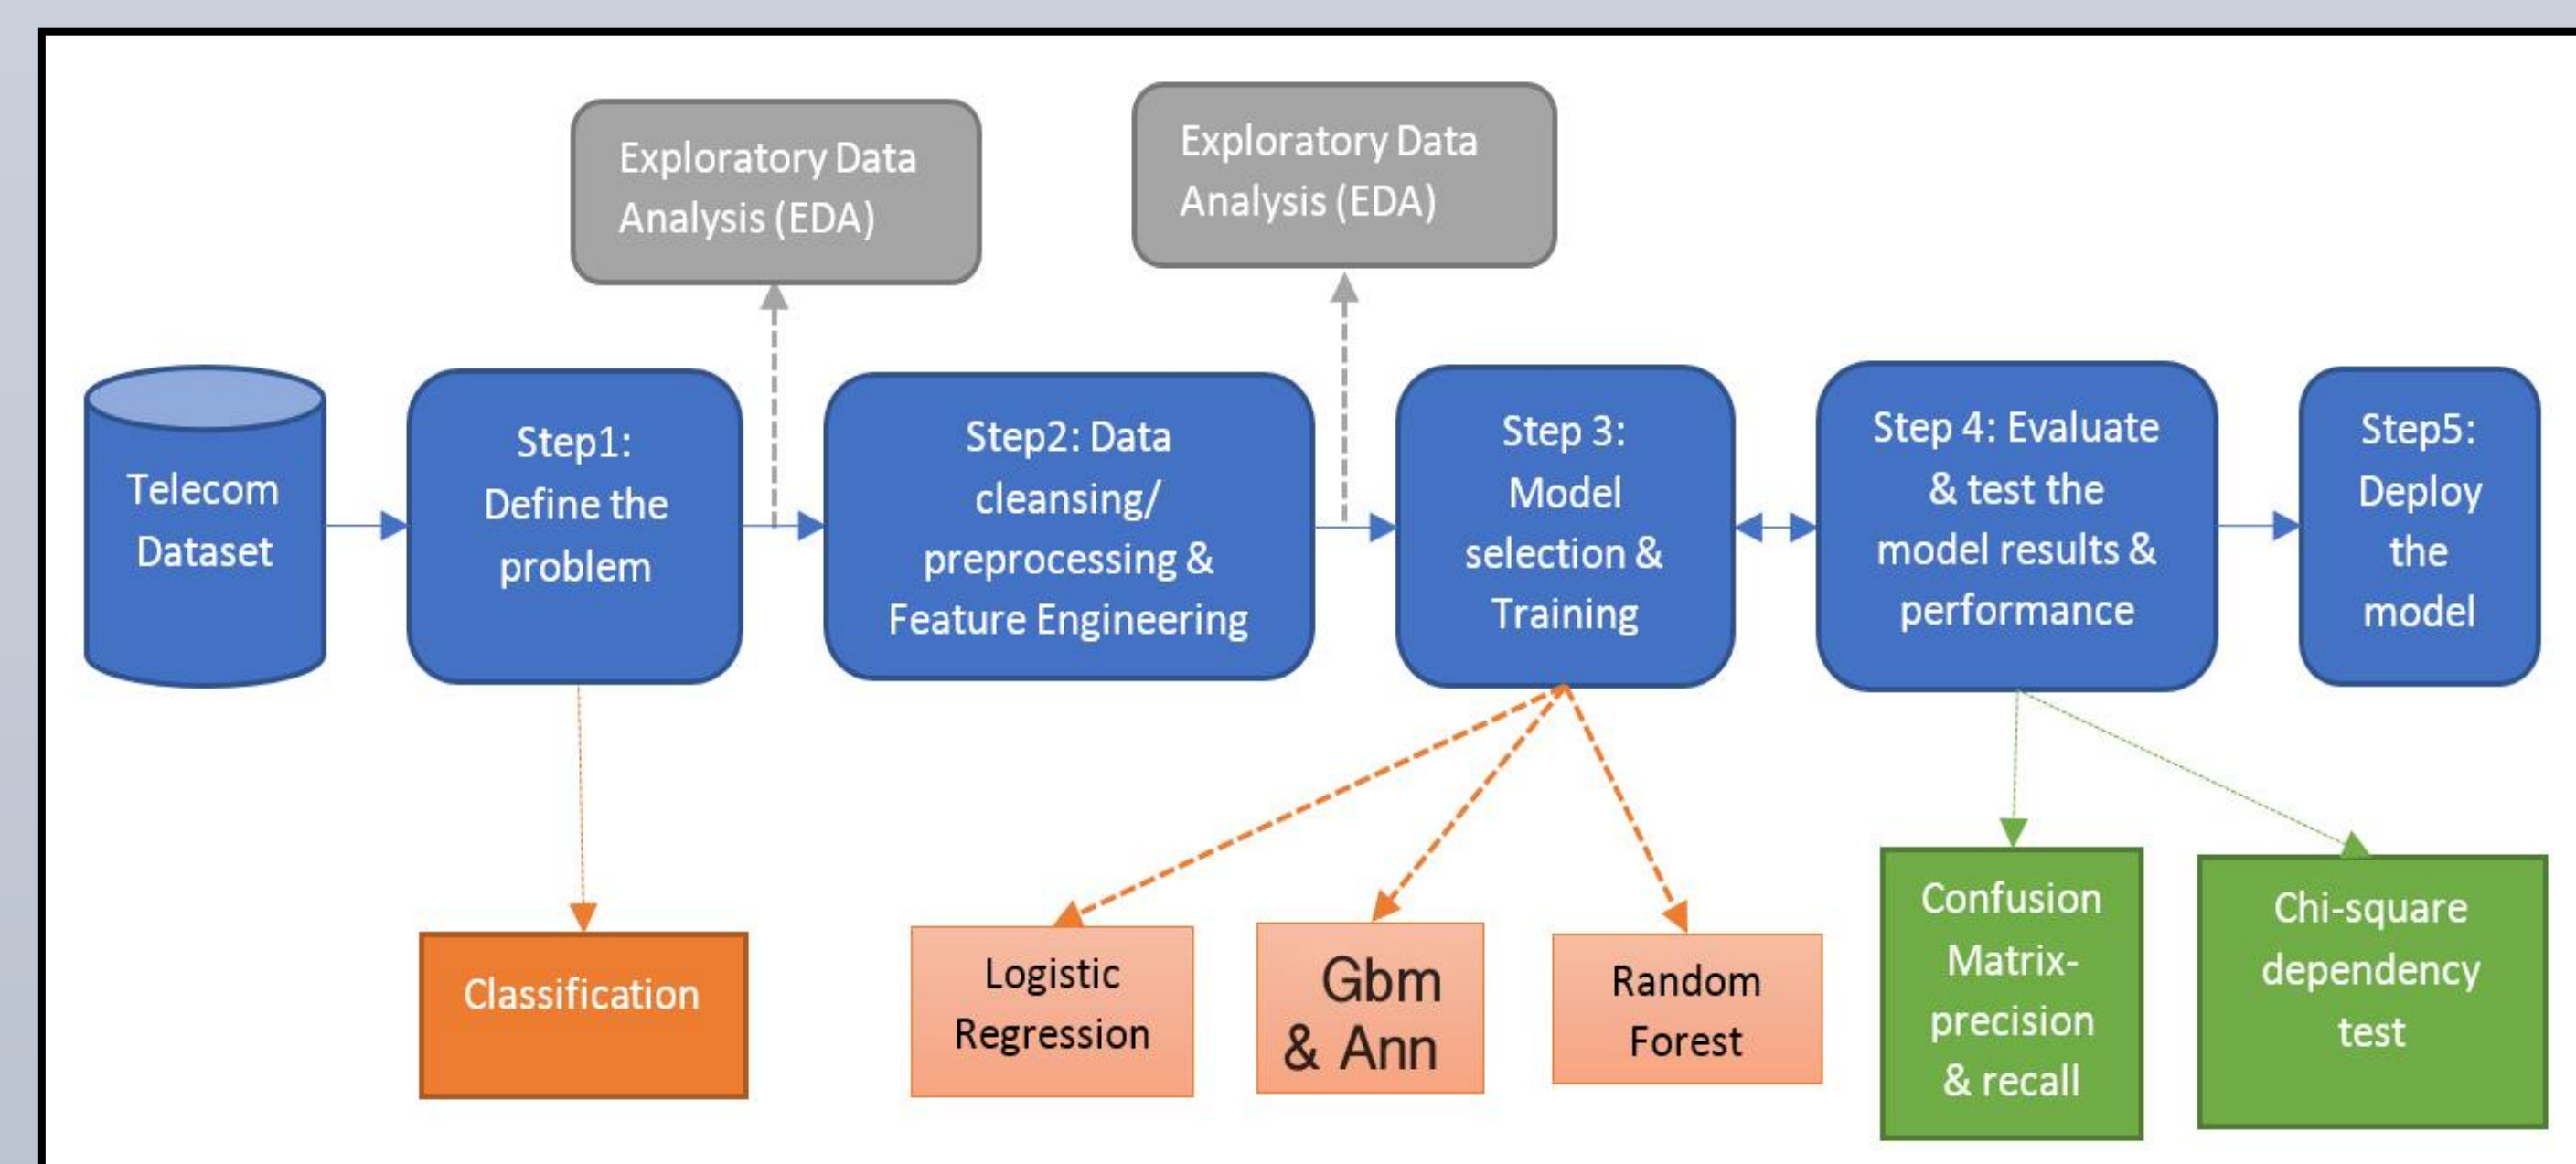 Exploratory Data
Analysis (EDA)
Exploratory Data
Analysis (EDA)
Telecom
Dataset
Step1:
Define the
problem
Step2: Data
cleansing/
preprocessing &
Feature Engineering
Step 3:
Model
selection &
Training
Step 4: Evaluate
& test the
model results &
performance
Step5:
Deploy
the
model
Classification
Logistic
Regression
Gbm
& Ann
Random
Forest
Confusion
Matrix-
precision
& recall
Chi-square
dependency
test